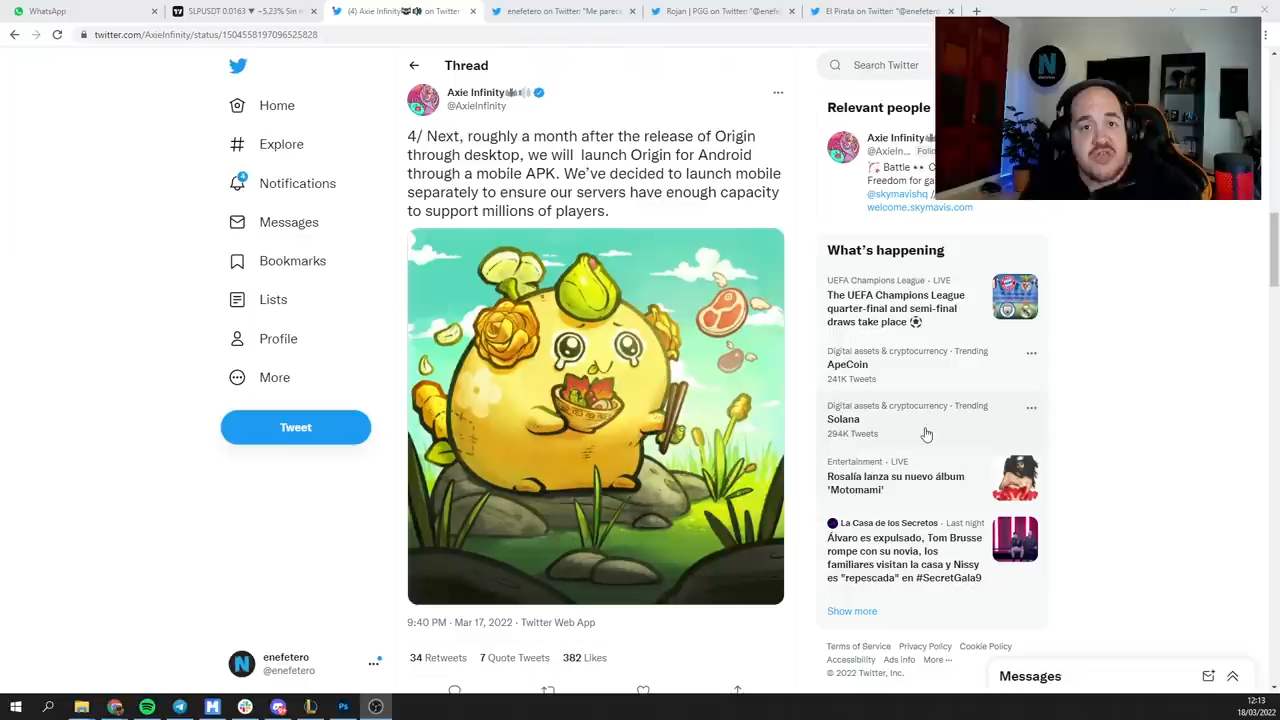 WhatsApp
SLPUSDT 0.0163 ▼ −5.23% Sin n
(4) Axie Infinity on Twitter
enefetero on Twitter: "Me parece
Rojan | PGG on Twitter: "@enefe
El Pirata on Twitter: "@enefeter
twitter.com/AxieInfinity/status/1504558197096525828
Home
Explore
4
Notifications
Messages
Bookmarks
Lists
Profile
More
Tweet
enefetero
@enefetero
Thread
Axie Infinity
@AxieInfinity
4/ Next, roughly a month after the release of Origin
through desktop, we will launch Origin for Android
through a mobile APK. We've decided to launch mobile
separately to ensure our servers have enough capacity
to support millions of players.
9:40 PM · Mar 17, 2022 · Twitter Web App
34 Retweets 7 Quote Tweets 382 Likes
Search Twitter
Relevant people
Axie Infinity
@AxieIn... Follo
Battle
Freedom for ga
@skymavishq //
welcome.skymavis.com
What's happening
UEFA Champions League · LIVE
The UEFA Champions League
quarter-final and semi-final
draws take place
Digital assets & cryptocurrency · Trending
ApeCoin
241K Tweets
Digital assets & cryptocurrency · Trending
Solana
294K Tweets
Entertainment · LIVE
Rosalía lanza su nuevo álbum
'Motomami'
La Casa de los Secretos · Last night
Álvaro es expulsado, Tom Brusse
rompe con su novia, los
familiares visitan la casa y Nissy
es "repescada" en #SecretGala9
Show more
Terms of Service Privacy Policy Cookie Policy
Accessibility Ads info More ···
© 2022 Twitter, Inc.
Messages
12:13
18/03/2022